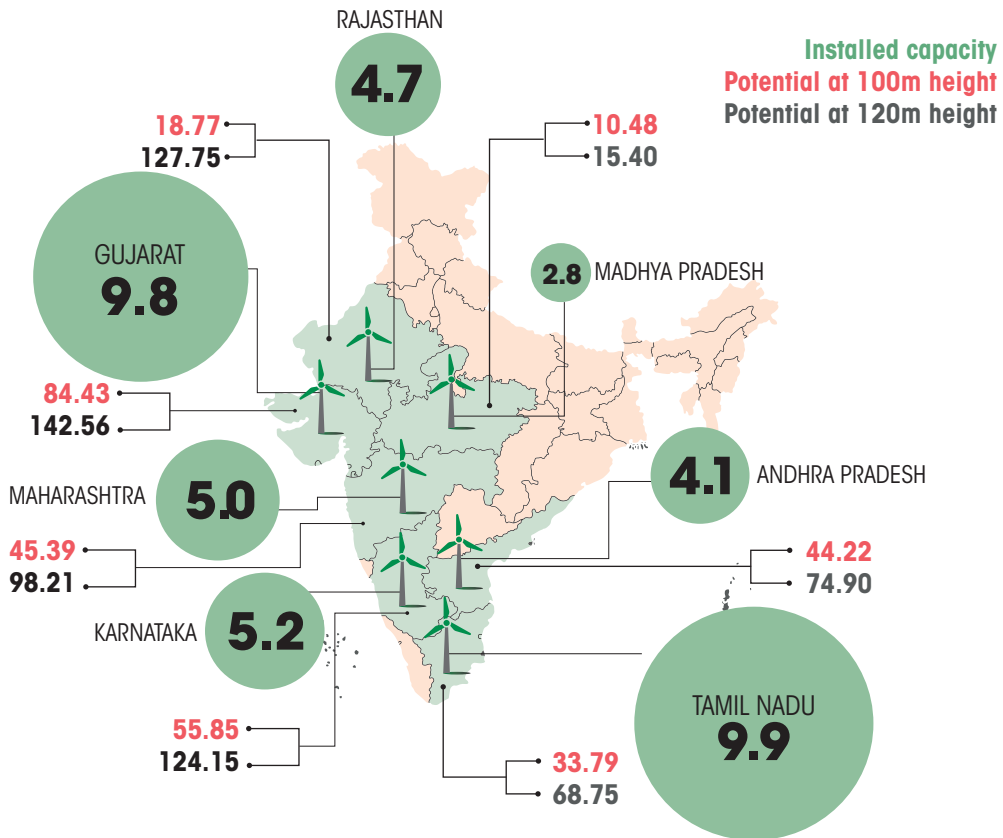 RAJASTHAN
4.7
Installed capacity
Potential at 100m height
Potential at 120m height
18.77
127.75
10.48
15.40
GUJARAT
9.8
2.8
MADHYA PRADESH
84.43
142.56
MAHARASHTRA
5.0
4.1
ANDHRA PRADESH
45.39
98.21
44.22
74.90
KARNATAKA
5.2
TAMIL NADU
9.9
55.85
124.15
33.79
68.75